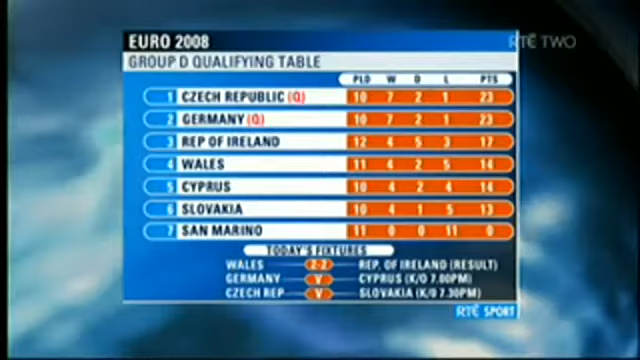 RTÉ TWO
EURO 2008
GROUP D QUALIFYING TABLE
PLD W D L PTS
1 CZECH REPUBLIC (Q) 10 7 2 1 23
2 GERMANY (Q) 10 7 2 1 23
3 REP OF IRELAND 12 4 5 3 17
4 WALES 11 4 2 5 14
5 CYPRUS 10 4 2 4 14
6 SLOVAKIA 10 4 1 5 13
7 SAN MARINO 11 0 0 11 0
TODAY'S FIXTURES
WALES 2-2 REP. OF IRELAND (RESULT)
GERMANY V CYPRUS (K/O 7.00PM)
CZECH REP V SLOVAKIA (K/O 7.30PM)
RTÉ SPORT